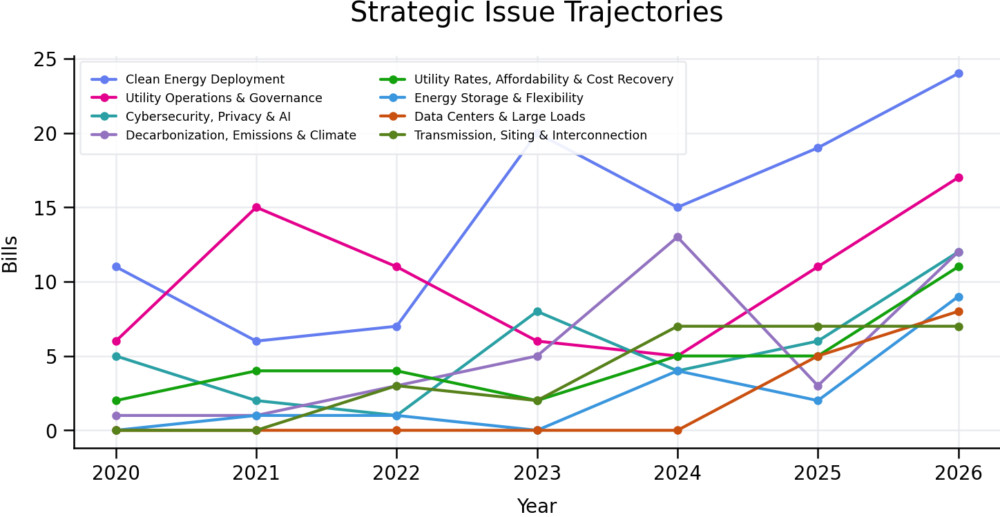 Strategic Issue Trajectories
25
20
15
10
5
0
Bills
Clean Energy Deployment
Utility Operations & Governance
Cybersecurity, Privacy & AI
Decarbonization, Emissions & Climate
Utility Rates, Affordability & Cost Recovery
Energy Storage & Flexibility
Data Centers & Large Loads
Transmission, Siting & Interconnection
2020 2021 2022 2023 2024 2025 2026
Year